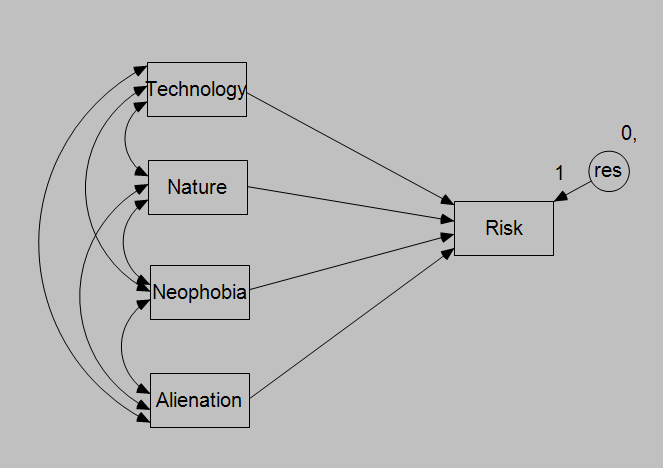 Technology
Nature
Neophobia
Alienation
Risk
0,
1
res